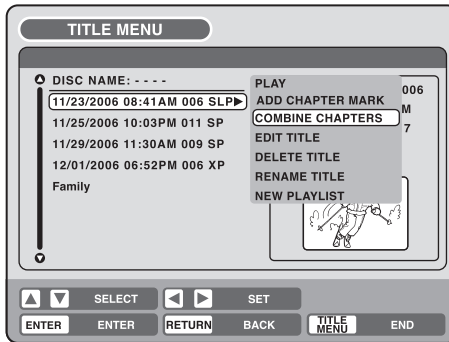 TITLE MENU
DISC NAME: - - - -
11/23/2006 08:41AM 006 SLP▶
11/25/2006 10:03PM 011 SP
11/29/2006 11:30AM 009 SP
12/01/2006 06:52PM 006 XP
Family
PLAY
ADD CHAPTER MARK
COMBINE CHAPTERS
EDIT TITLE
DELETE TITLE
RENAME TITLE
NEW PLAYLIST
006
M
7
▲ ▼ SELECT ◀ ▶ SET
ENTER ENTER RETURN BACK TITLE MENU END